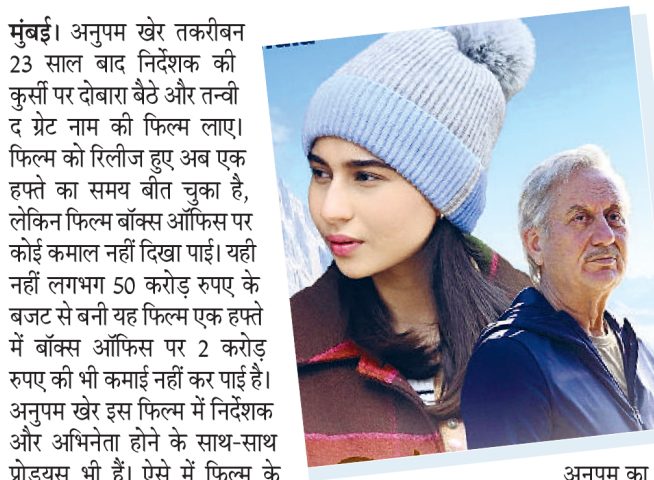 मुंबई। अनुपम खेर तकरीबन
23 साल बाद निर्देशक की
कुर्सी पर दोबारा बैठे और तन्वी
द ग्रेट नाम की फिल्म लाए।
फिल्म को रिलीज हुए अब एक
हफ्ते का समय बीत चुका है,
लेकिन फिल्म बॉक्स ऑफिस पर
कोई कमाल नहीं दिखा पाई। यही
नहीं लगभग 50 करोड़ रुपए के
बजट से बनी यह फिल्म एक हफ्ते
में बॉक्स ऑफिस पर 2 करोड़
रुपए की भी कमाई नहीं कर पाई है।
अनुपम खेर इस फिल्म में निर्देशक
और अभिनेता होने के साथ-साथ
प्रोड्यूस भी हैं। ऐसे में फिल्म के
अनुपम का